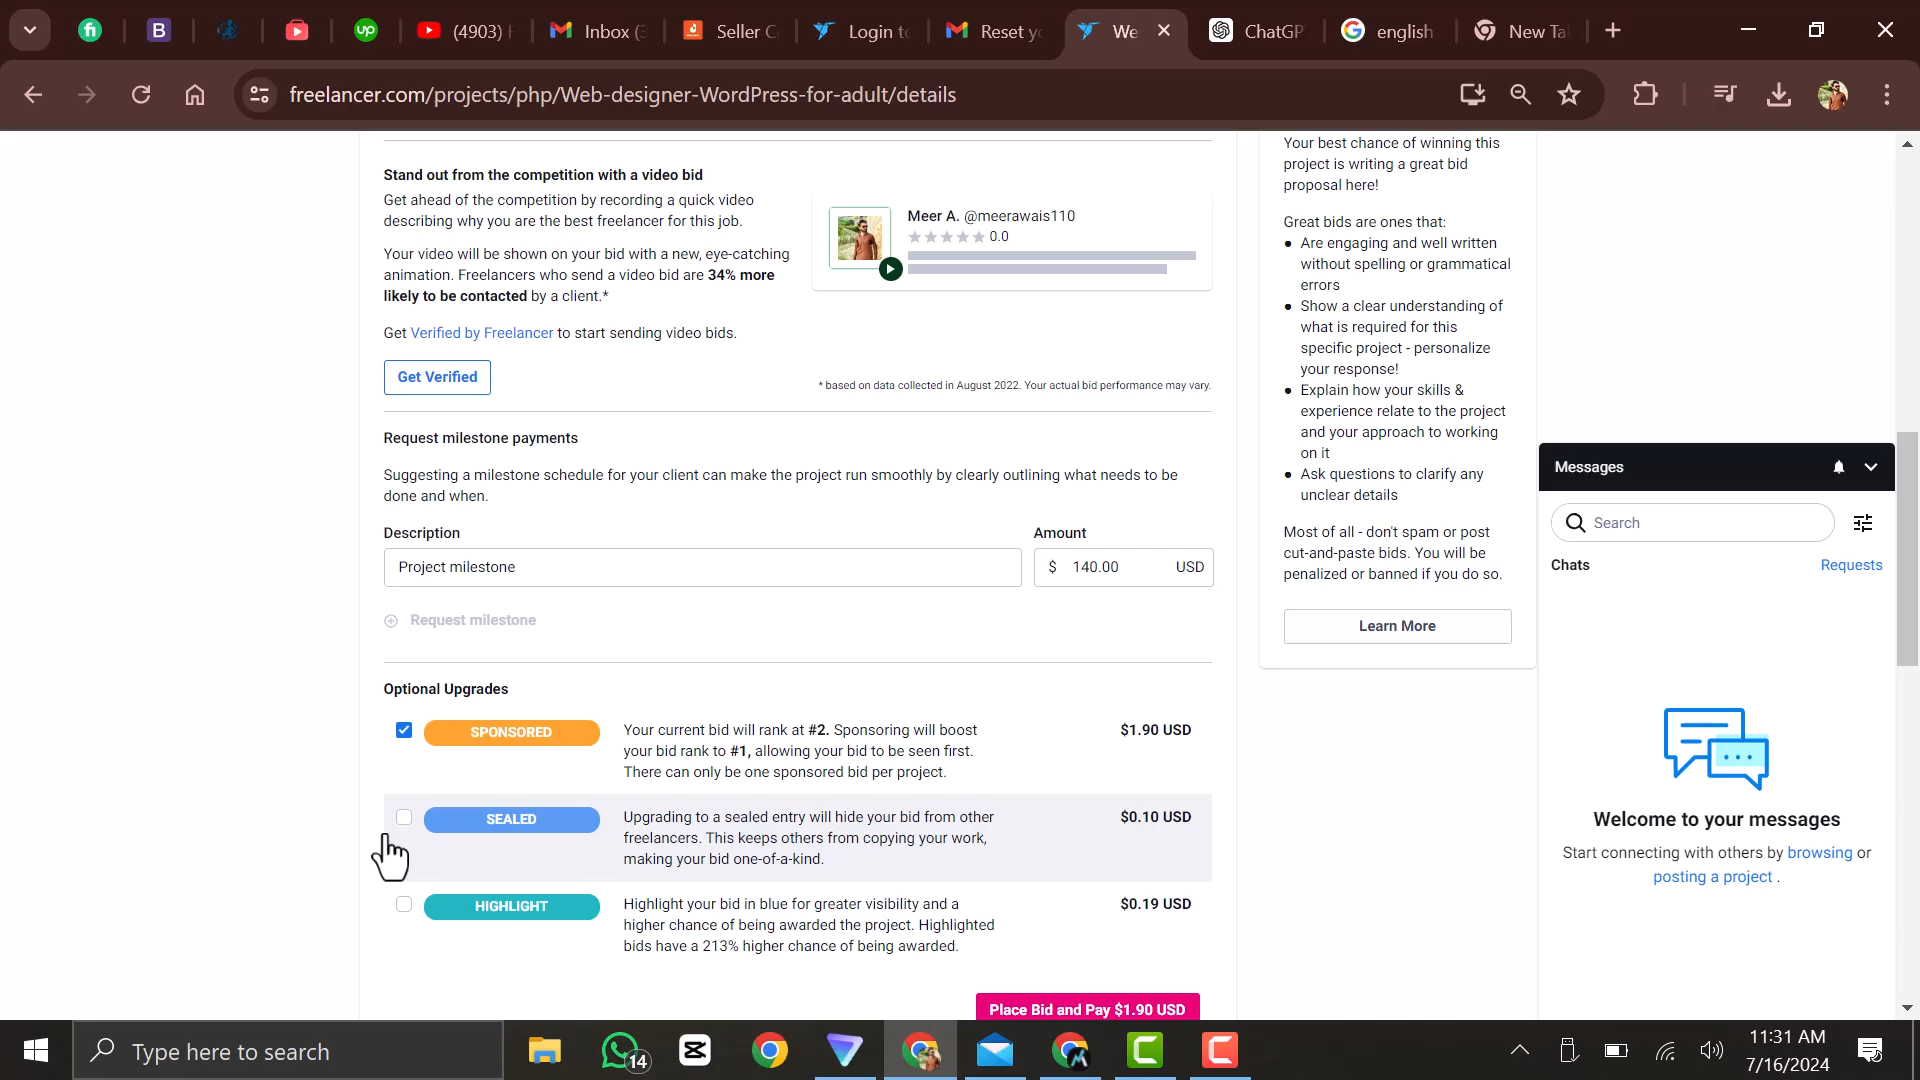 (4903)
Inbox (3
Seller C
Login to
Reset yo
We
ChatGP
english
New Ta
freelancer.com/projects/php/Web-designer-WordPress-for-adult/details
Stand out from the competition with a video bid
Get ahead of the competition by recording a quick video
describing why you are the best freelancer for this job.
Your video will be shown on your bid with a new, eye-catching
animation. Freelancers who send a video bid are 34% more
likely to be contacted by a client.*
Get Verified by Freelancer to start sending video bids.
Get Verified
Meer A. @meerawais110
0.0
* based on data collected in August 2022. Your actual bid performance may vary.
Request milestone payments
Suggesting a milestone schedule for your client can make the project run smoothly by clearly outlining what needs to be
done and when.
Description
Amount
Project milestone
$ 140.00 USD
Request milestone
Optional Upgrades
SPONSORED
Your current bid will rank at #2. Sponsoring will boost
your bid rank to #1, allowing your bid to be seen first.
There can only be one sponsored bid per project.
$1.90 USD
SEALED
Upgrading to a sealed entry will hide your bid from other
freelancers. This keeps others from copying your work,
making your bid one-of-a-kind.
$0.10 USD
HIGHLIGHT
Highlight your bid in blue for greater visibility and a
higher chance of being awarded the project. Highlighted
bids have a 213% higher chance of being awarded.
$0.19 USD
Place Bid and Pay $1.90 USD
Your best chance of winning this
project is writing a great bid
proposal here!
Great bids are ones that:
Are engaging and well written
without spelling or grammatical
errors
Show a clear understanding of
what is required for this
specific project - personalize
your response!
Explain how your skills &
experience relate to the project
and your approach to working
on it
Ask questions to clarify any
unclear details
Most of all - don't spam or post
cut-and-paste bids. You will be
penalized or banned if you do so.
Learn More
Messages
Search
Chats
Requests
Welcome to your messages
Start connecting with others by browsing or
posting a project .
Type here to search
14
11:31 AM
7/16/2024